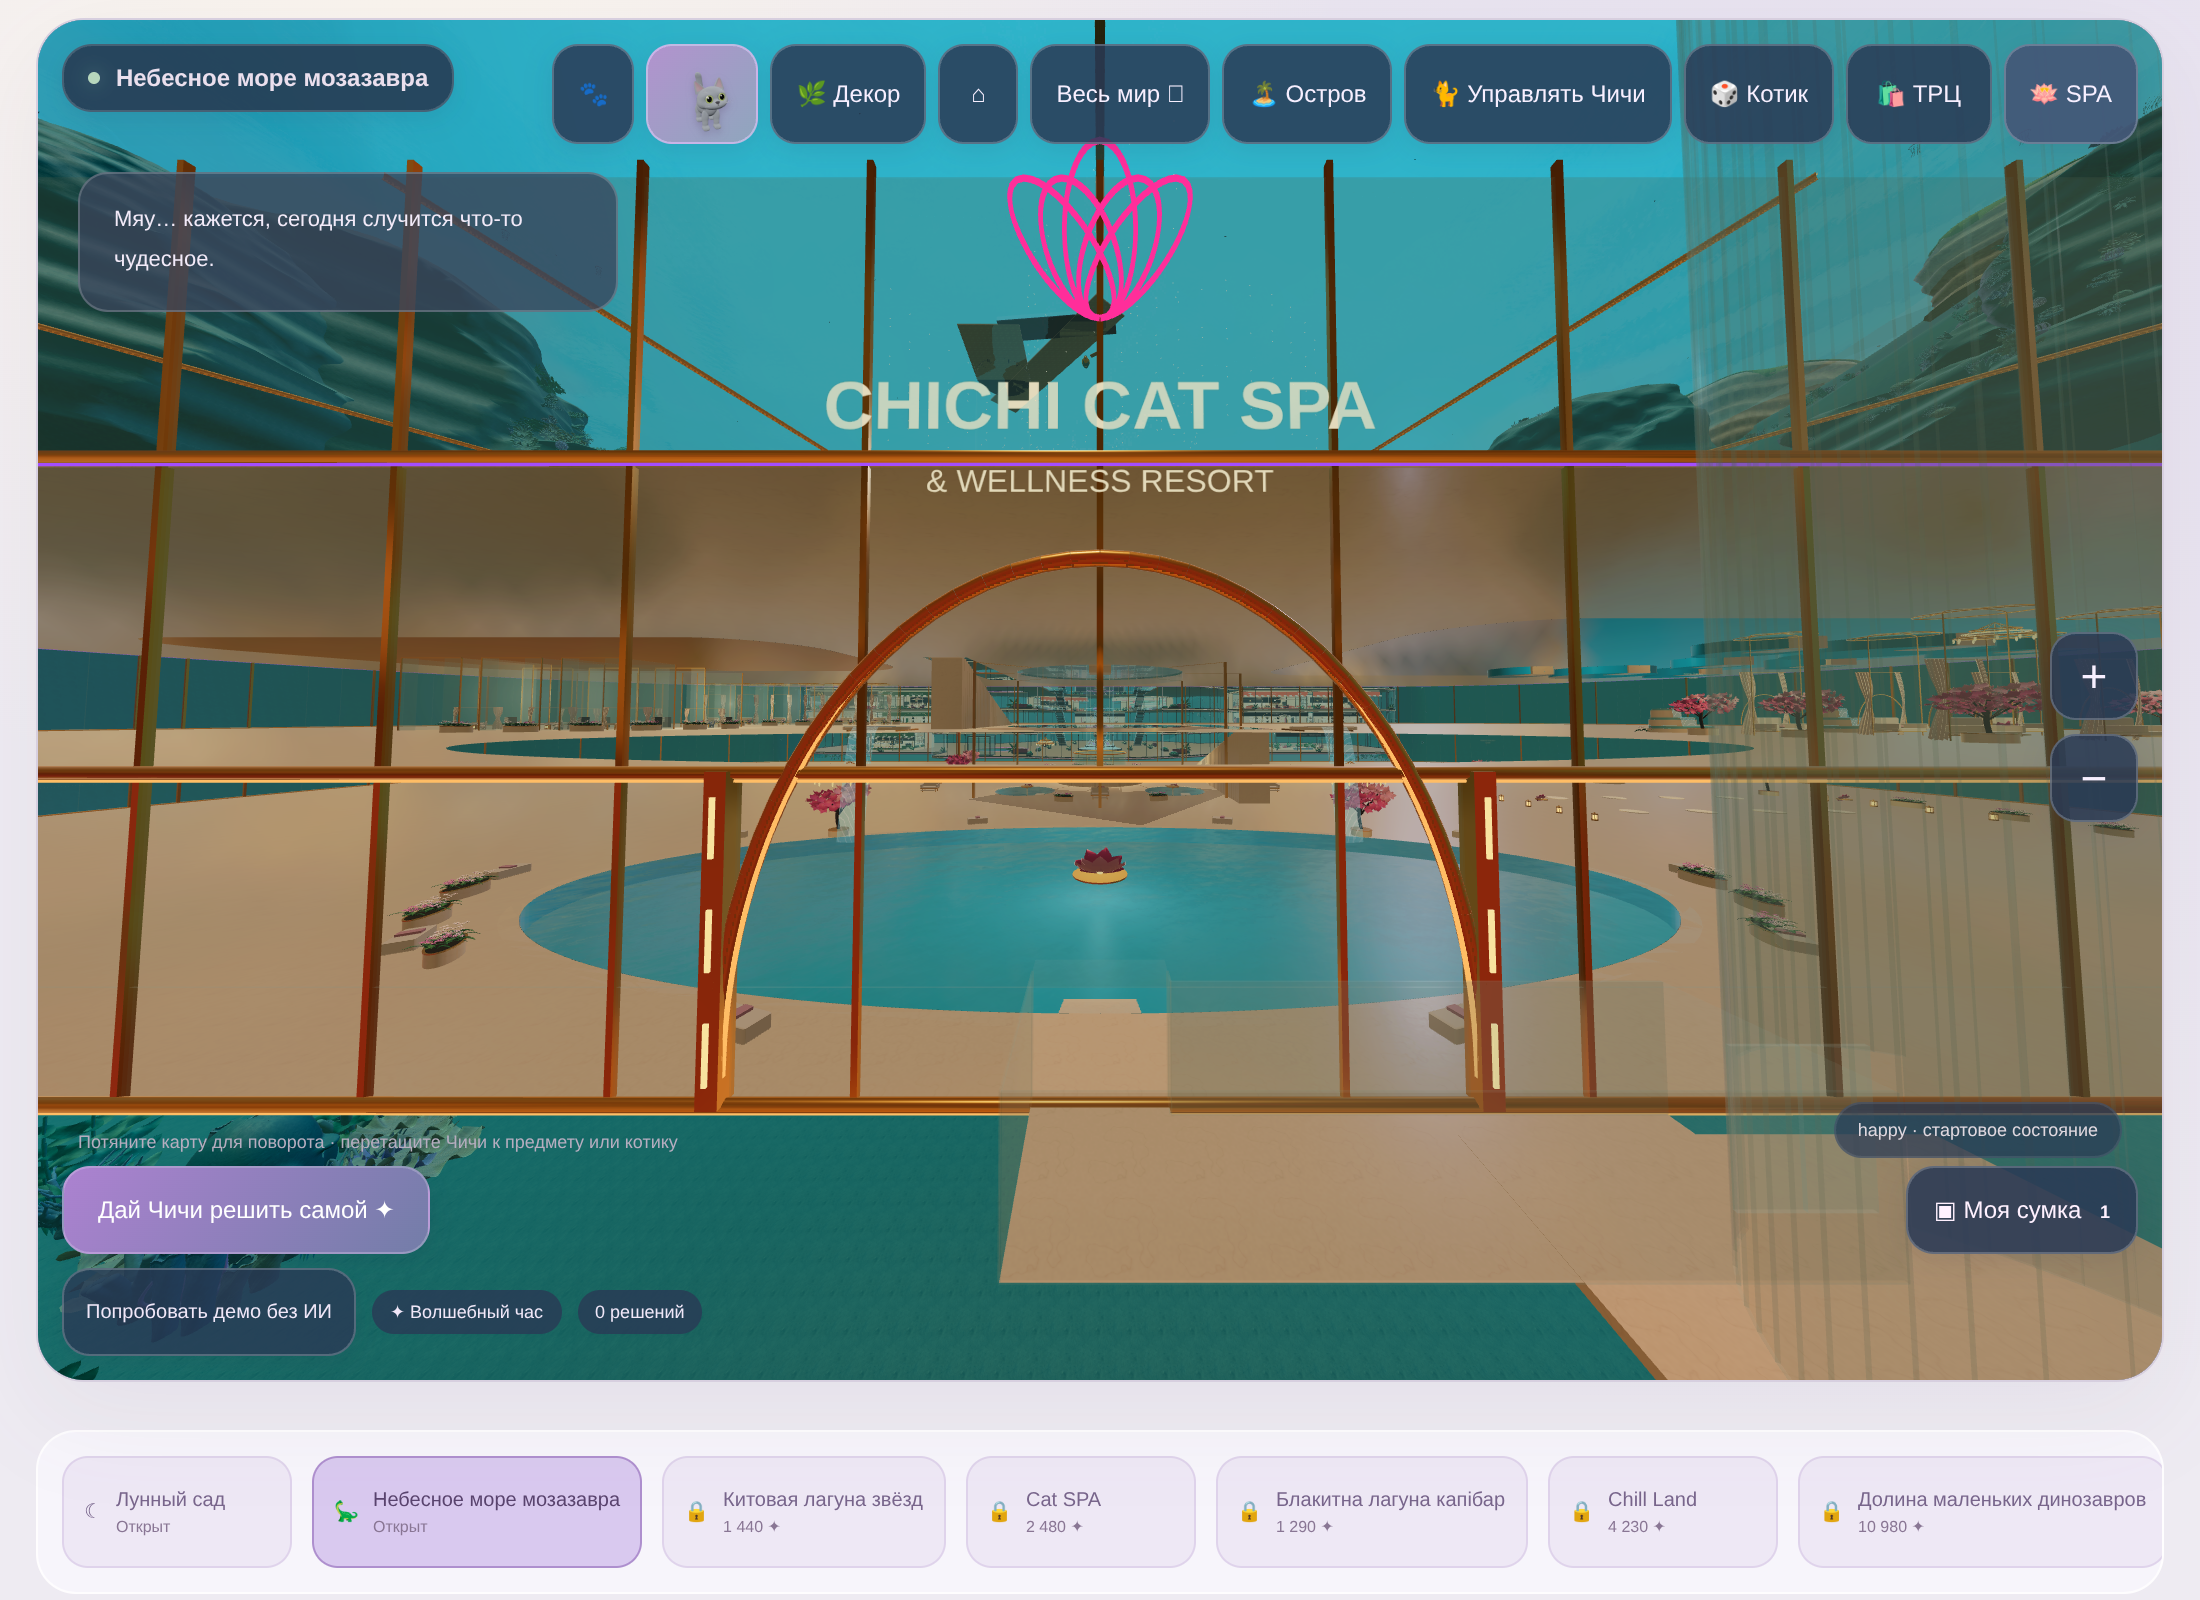 Небесное море мозазавра
Декор
Весь мир
Остров
Управлять Чичи
Котик
ТРЦ
SPA
Мяу… кажется, сегодня случится что-то
чудесное.
CHICHI CAT SPA
& WELLNESS RESORT
+
−
Потяните карту для поворота · перетащите Чичи к предмету или котику
happy · стартовое состояние
Дай Чичи решить самой ✦
Моя сумка 1
Попробовать демо без ИИ
✦ Волшебный час
0 решений
Лунный сад
Открыт
Небесное море мозазавра
Открыт
Китовая лагуна звёзд
1 440 ✦
Cat SPA
2 480 ✦
Блакитна лагуна капібар
1 290 ✦
Chill Land
4 230 ✦
Долина маленьких динозавров
10 980 ✦